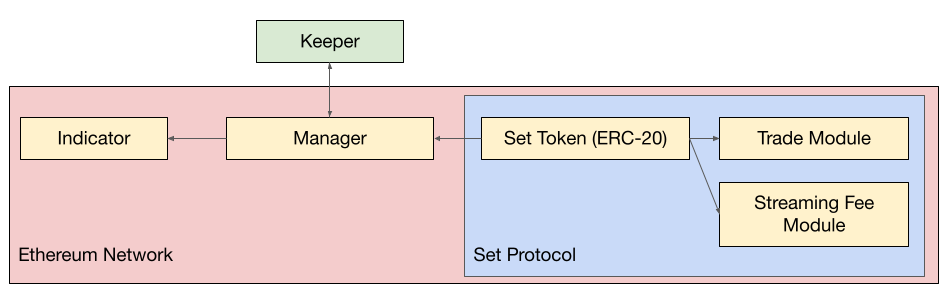 Keeper
Indicator
Manager
Set Token (ERC-20)
Trade Module
Streaming Fee
Module
Ethereum Network
Set Protocol